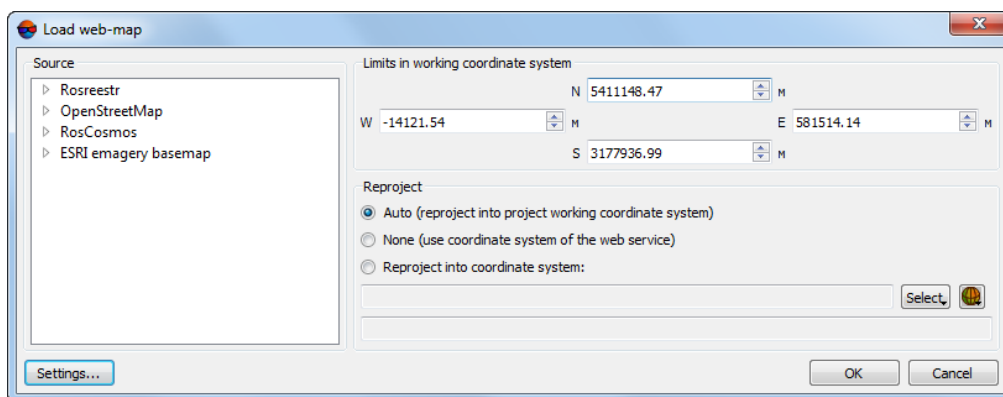 Load web-map
Source
Rosreestr
OpenStreetMap
RosCosmos
ESRI emagery basemap
Limits in working coordinate system
N 5411148.47 м
W -14121.54 м E 581514.14 м
S 3177936.99 м
Reproject
Auto (reproject into project working coordinate system)
None (use coordinate system of the web service)
Reproject into coordinate system:
Select
Settings... OK Cancel